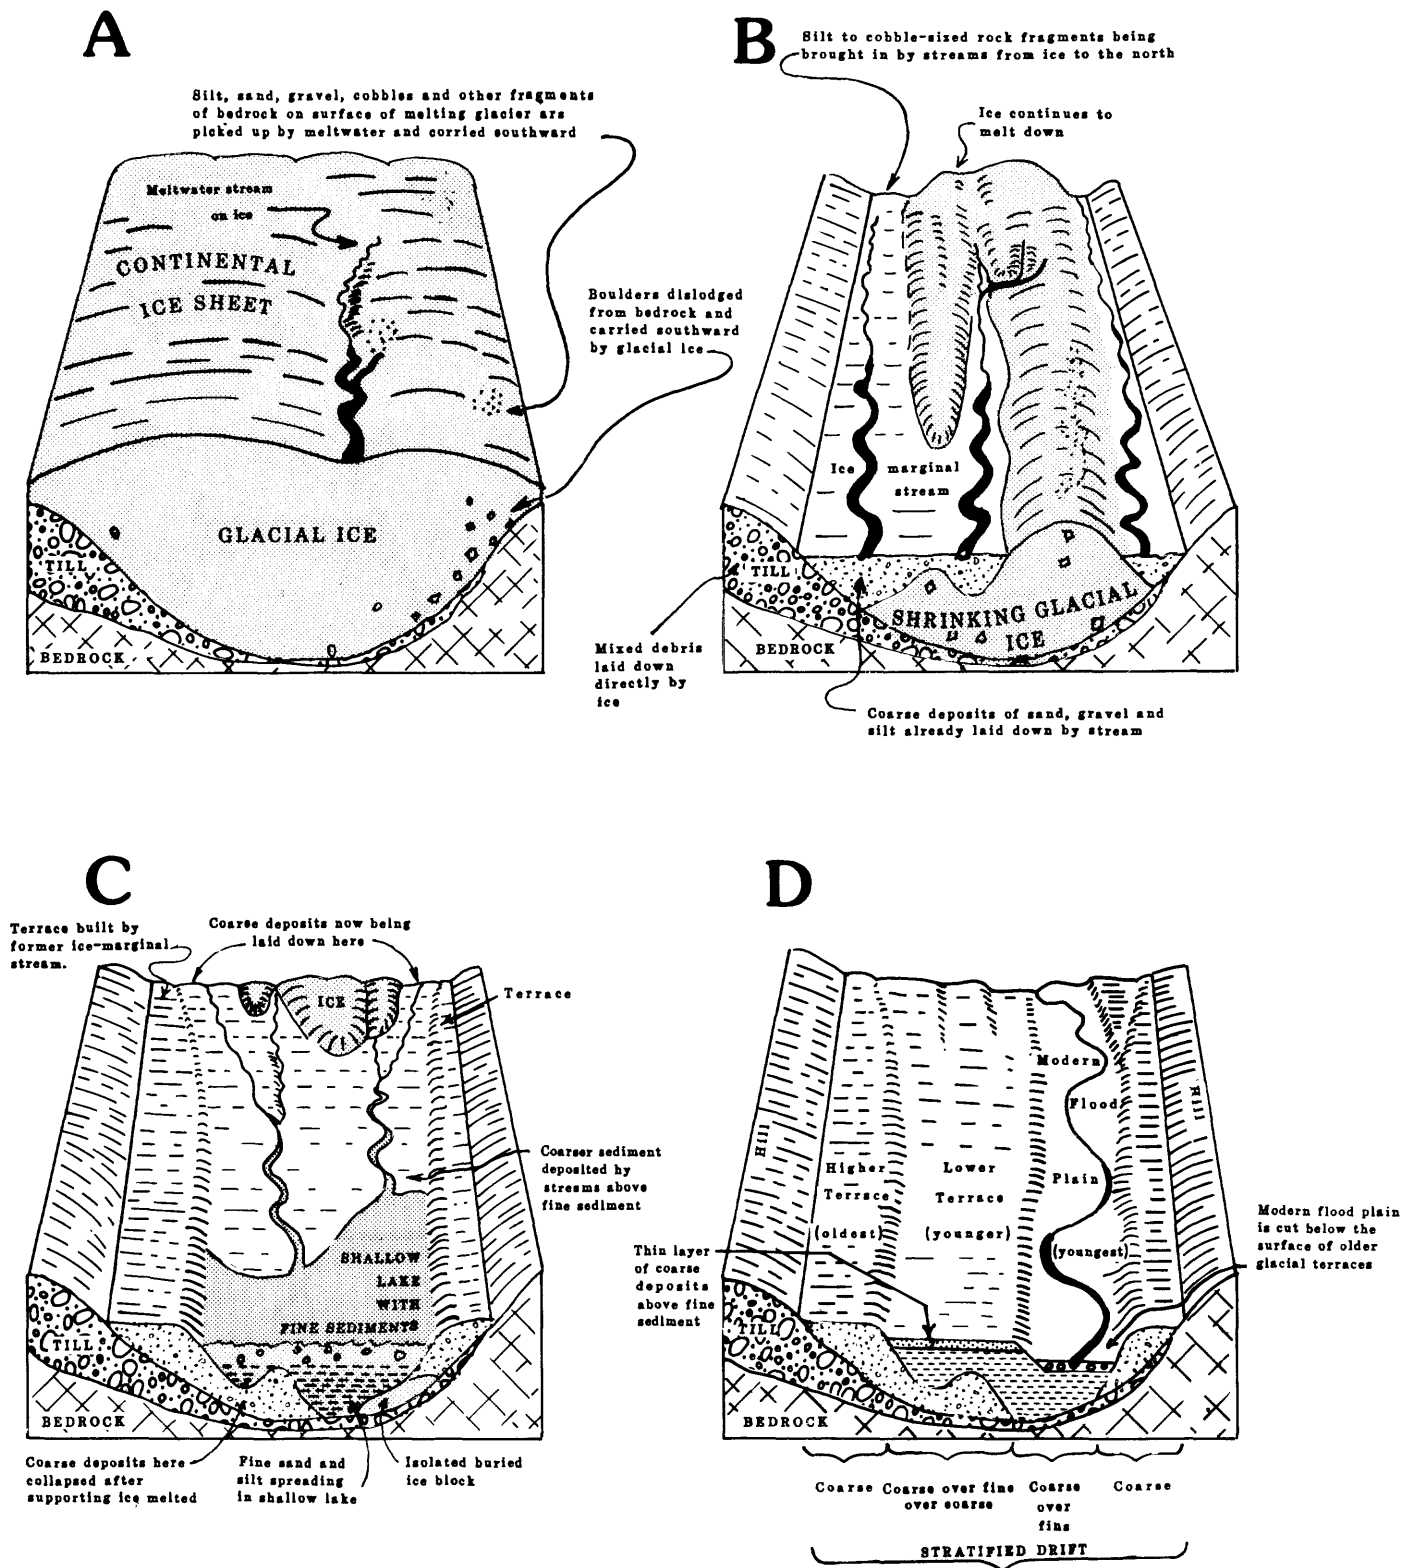 A
Silt, sand, gravel, cobbles and other fragments
of bedrock on surface of melting glacier ars
picked up by meltwater and corried southward
Meltwater stream
on ice
CONTINENTAL
ICE SHEET
Boulders dislodged
from bedrock and
carried southward
by glacial ice
GLACIAL ICE
TILL
BEDROCK
B
Silt to cobble-sized rock fragments being
brought in by streams from ice to the north
Ice continues to
melt down
Ice marginal
stream
TILL
SHRINKING GLACIAL
ICE
BEDROCK
Mixed debris
laid down
directly by
ice
Coarse deposits of sand, gravel and
silt already laid down by stream
C
Terrace built by
former ice-marginal
stream.
Coarse deposits now being
laid down here
ICE
Terrace
Coarser sediment
deposited by
stresms above
fine sediment
SHALLOW
LAKE
WITH
FINE SEDIMENTS
TILL
BEDROCK
Coarse deposits here
collapsed after
supporting ice melted
Fine sand and
silt spreading
in shallow lake
Isolated buried
ice block
D
Hill
Higher
Terrace
(oldest)
Lower
Terrace
(younger)
Modern
Flood
Plain
(youngest)
Hill
Thin layer
of coarse
deposits
above fine
sediment
Modern flood plain
is cut below the
surface of older
glacial terraces
TILL
BEDROCK
Coarse
Coarse over fine
over coarse
Coarse
over
fins
Coarse
STRATIFIED DRIFT